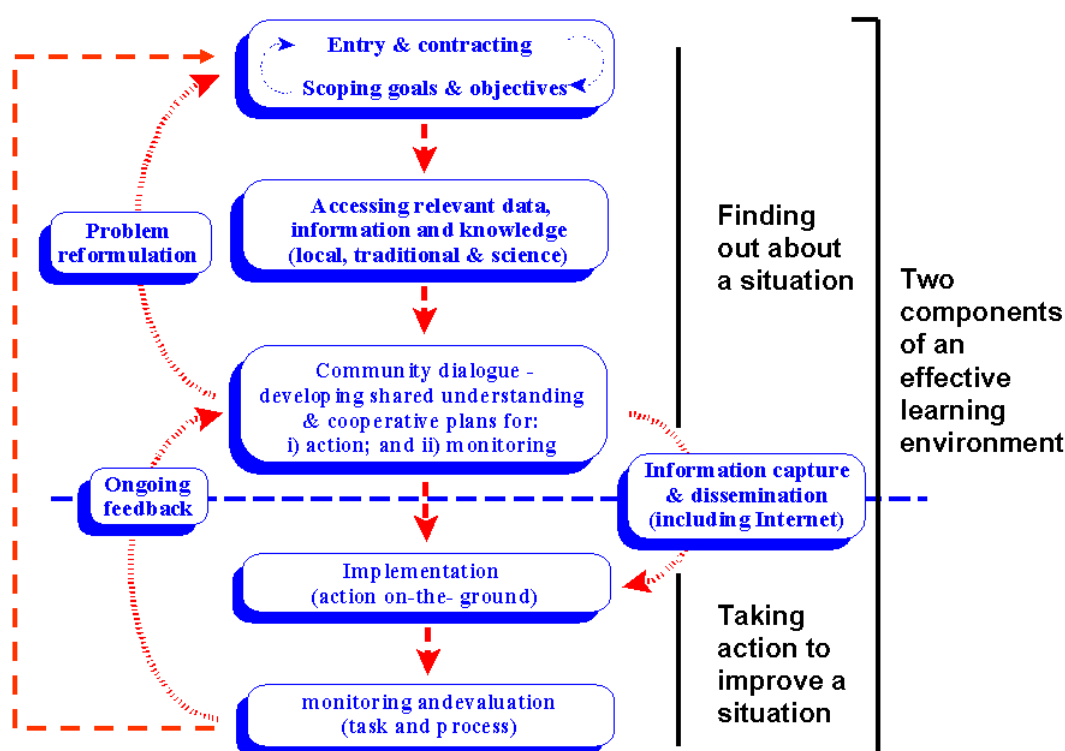 Entry & contracting
Scoping goals & objectives
Accessing relevant data,
information and knowledge
(local, traditional & science)
Problem
reformulation
Finding
out about
a situation
Two
components
of an
effective
learning
environment
Community dialogue -
developing shared understanding
& cooperative plans for:
i) action; and ii) monitoring
Ongoing
feedback
Information capture
& dissemination
(including Internet)
Implementation
(action on-the- ground)
Taking
action to
improve a
situation
monitoring andevaluation
(task and process)